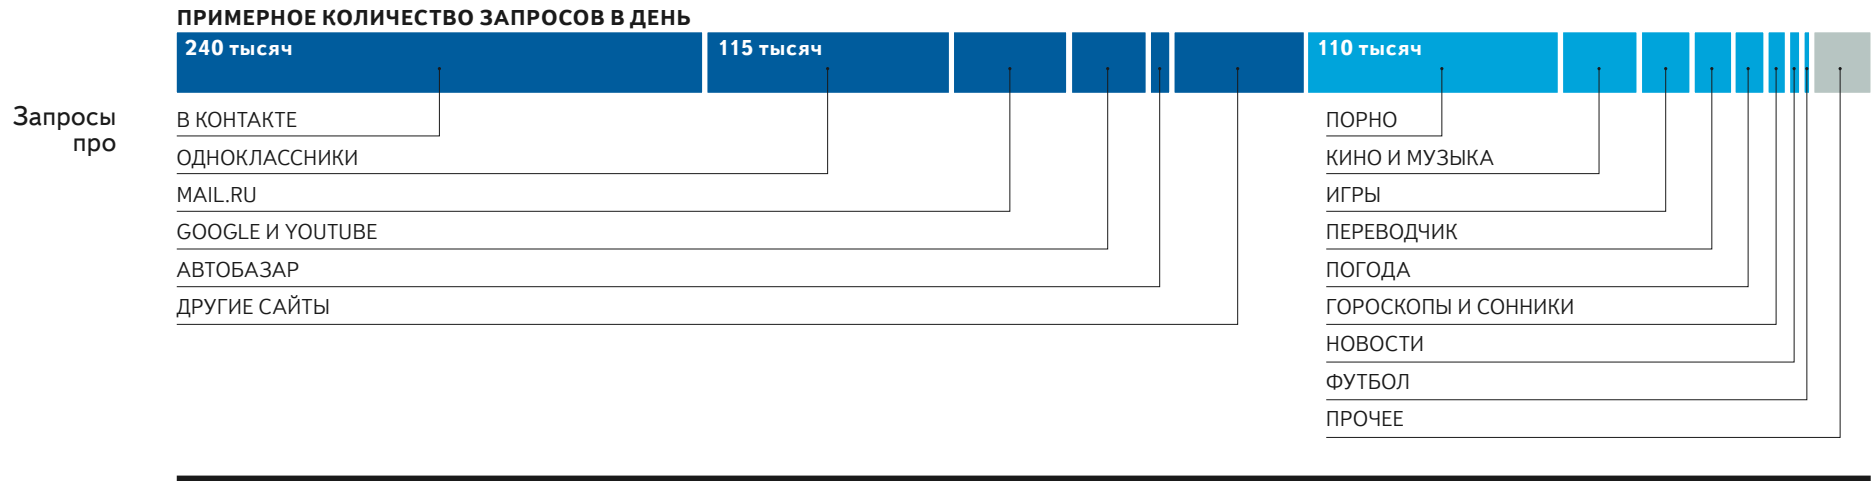 ПРИМЕРНОЕ КОЛИЧЕСТВО ЗАПРОСОВ В ДЕНЬ
240 тысяч
115 тысяч
110 тысяч
Запросы
про
В КОНТАКТЕ
ОДНОКЛАССНИКИ
MAIL.RU
GOOGLE И YOUTUBE
АВТОБАЗАР
ДРУГИЕ САЙТЫ
ПОРНО
КИНО И МУЗЫКА
ИГРЫ
ПЕРЕВОДЧИК
ПОГОДА
ГОРОСКОПЫ И СОННИКИ
НОВОСТИ
ФУТБОЛ
ПРОЧЕЕ